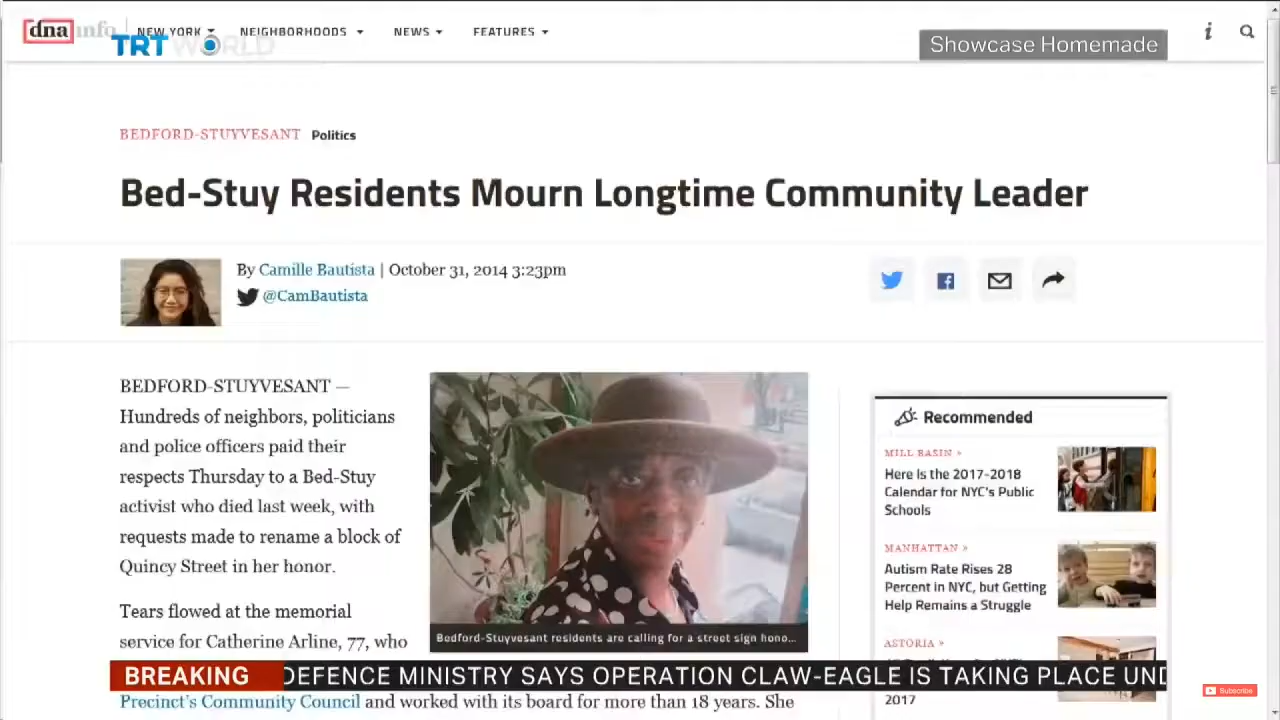 dna info
NEW YORK
NEIGHBORHOODS
NEWS
FEATURES
TRT WORLD
Showcase Homemade
BEDFORD-STUYVESANT Politics
Bed-Stuy Residents Mourn Longtime Community Leader
By Camille Bautista | October 31, 2014 3:23pm
@CamBautista
BEDFORD-STUYVESANT —
Hundreds of neighbors, politicians
and police officers paid their
respects Thursday to a Bed-Stuy
activist who died last week, with
requests made to rename a block of
Quincy Street in her honor.
Tears flowed at the memorial
service for Catherine Arline, 77, who
Precinct's Community Council and worked with its board for more than 18 years. She
Bedford-Stuyvesant residents are calling for a street sign hono...
Recommended
MILL BASIN »
Here Is the 2017-2018
Calendar for NYC's Public
Schools
MANHATTAN »
Autism Rate Rises 28
Percent in NYC, but Getting
Help Remains a Struggle
ASTORIA »
2017
BREAKING
DEFENCE MINISTRY SAYS OPERATION CLAW-EAGLE IS TAKING PLACE UND
Subscribe